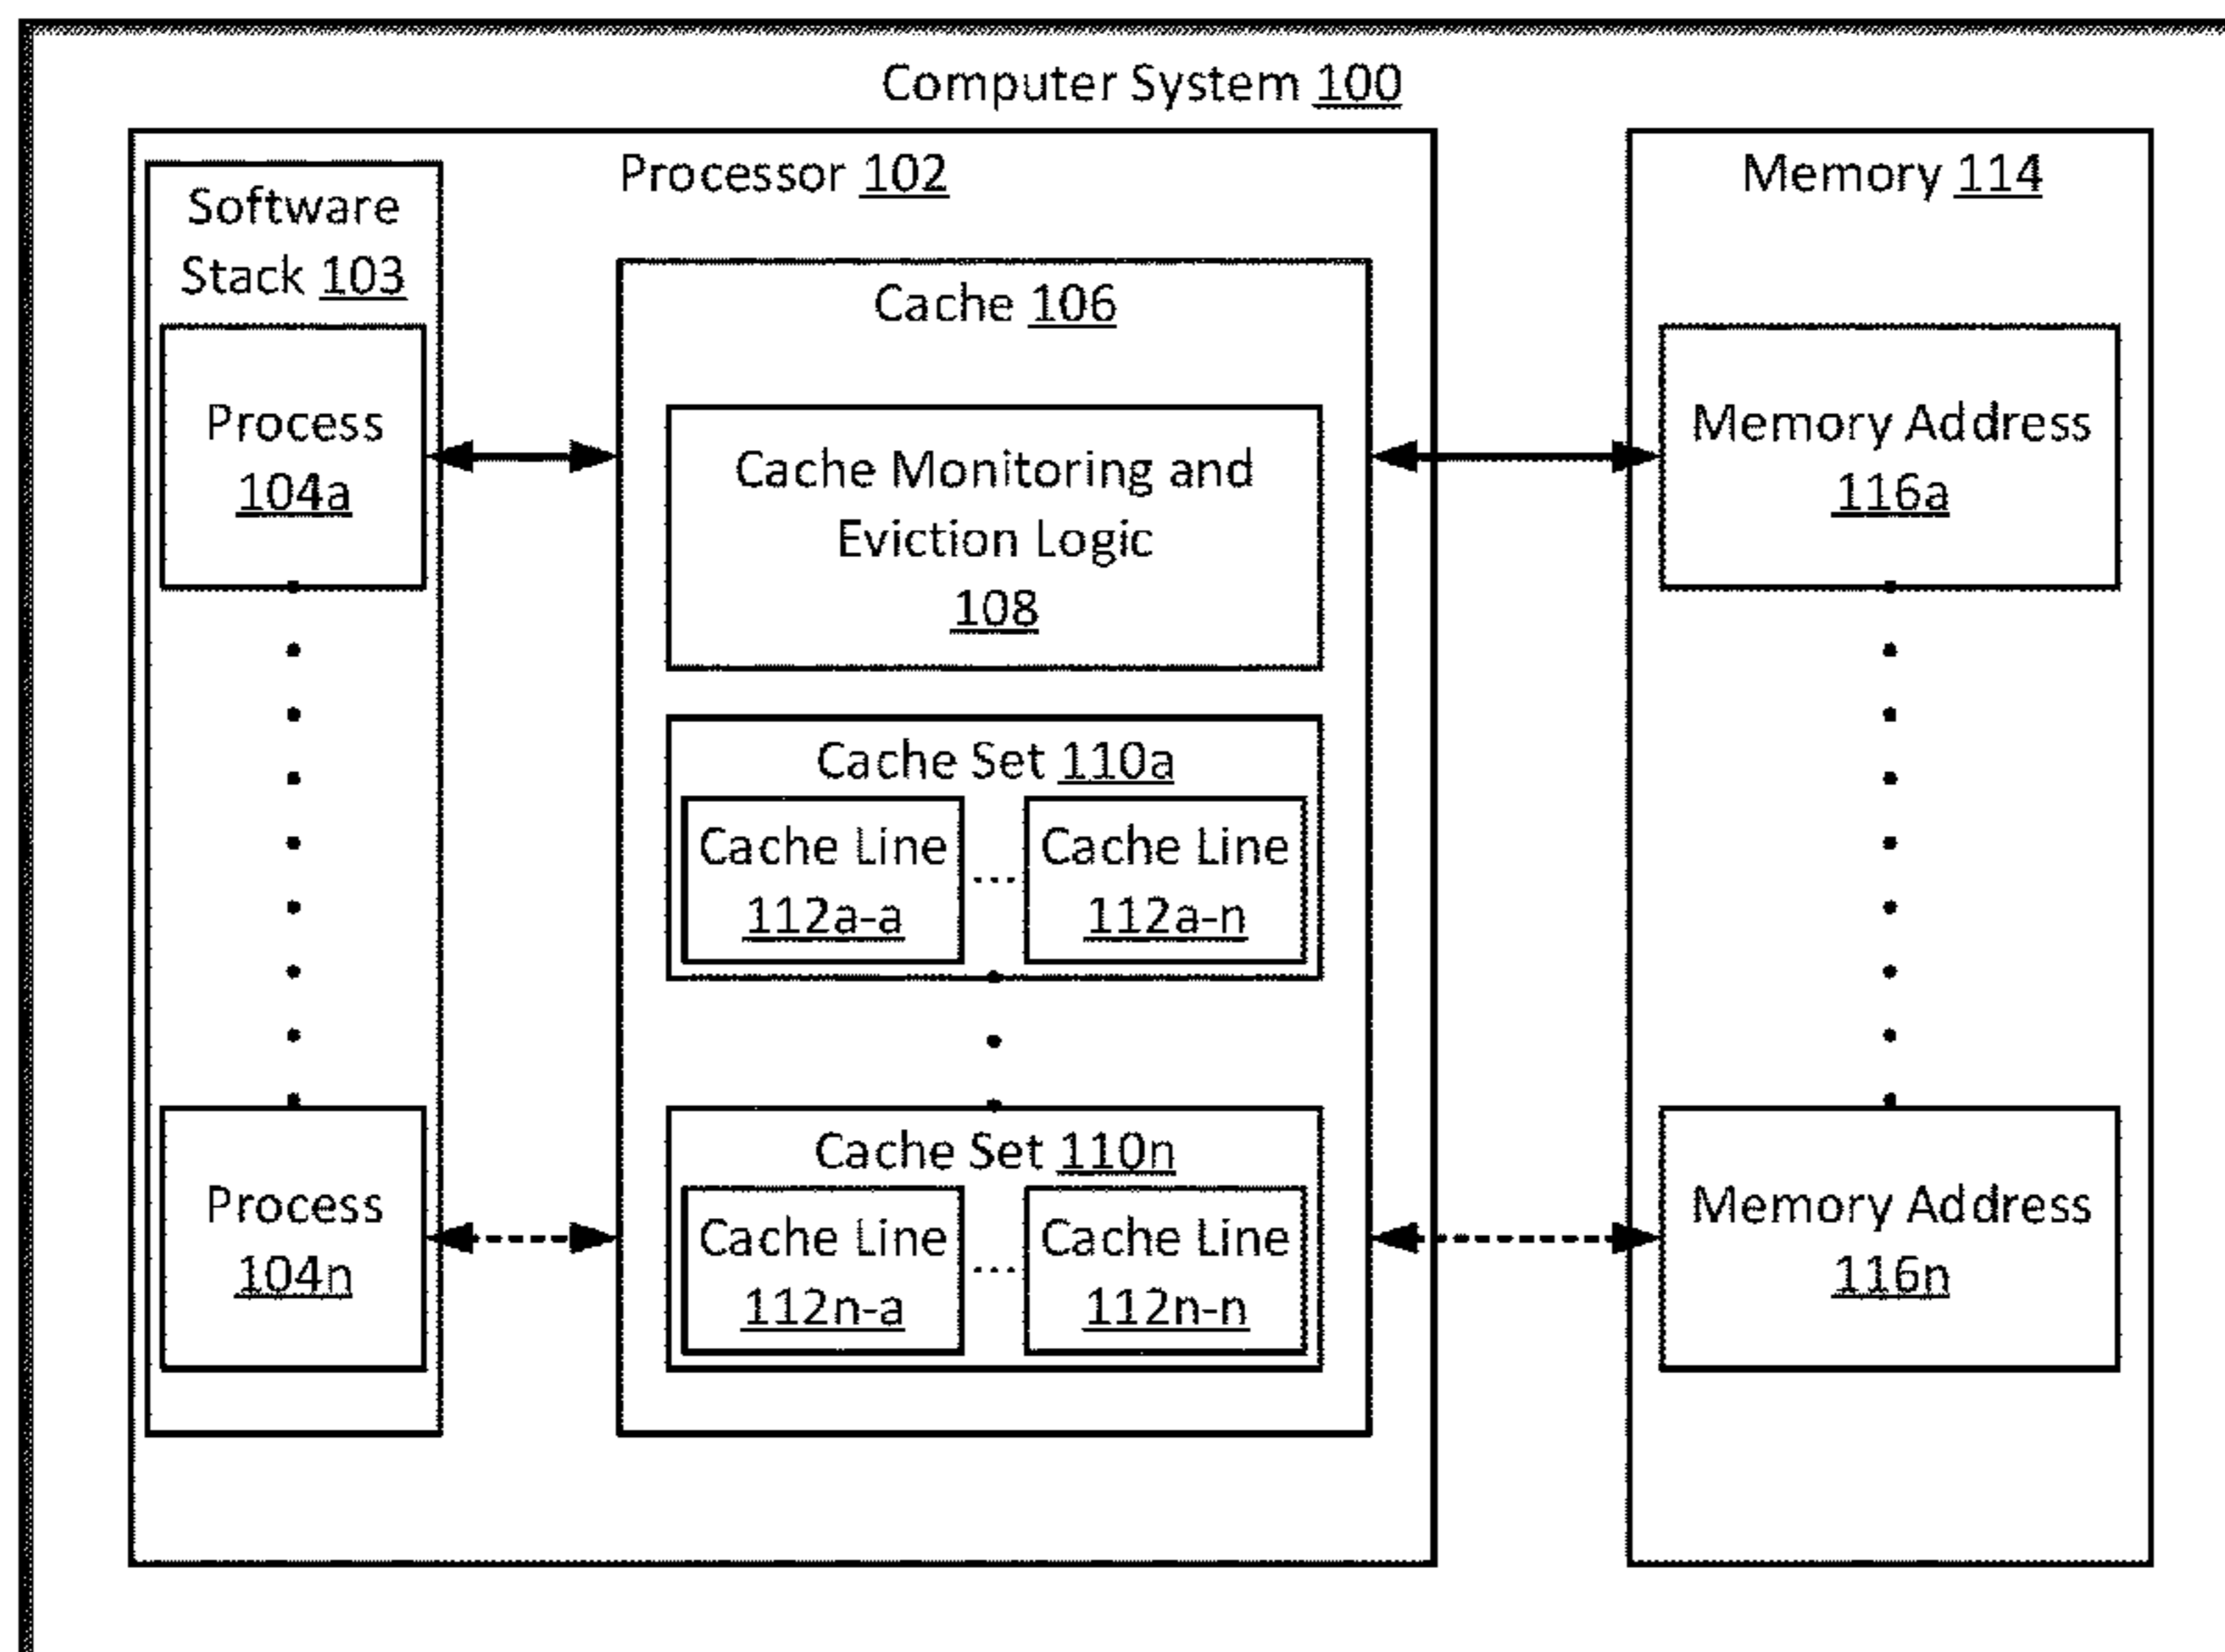 Computer System 100
Processor 102
Memory 114
Software
Stack 103
Cache 106
Process
104a
Cache Monitoring and
Eviction Logic
108
Memory Address
116a
Cache Set 110a
Cache Line
112a-a
...
Cache Line
112a-n
Cache Set 110n
Process
104n
Cache Line
112n-a
...
Cache Line
112n-n
Memory Address
116n